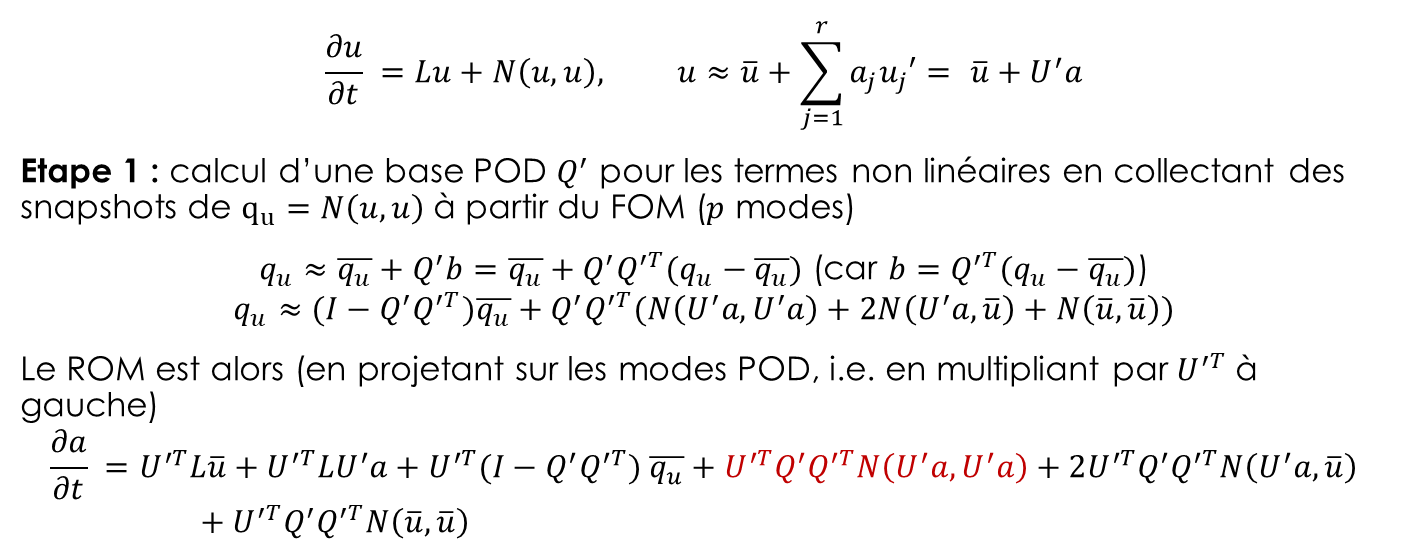 ∂u/∂t = Lu + N(u, u),    u ≈ ū + ∑_{j=1}^{r} a_j u_j′ = ū + U′a
Etape 1 : calcul d’une base POD Q′ pour les termes non linéaires en collectant des
snapshots de q_u = N(u, u) à partir du FOM (p modes)
q_u ≈ \overline{q_u} + Q′b = \overline{q_u} + Q′Q′^T(q_u − \overline{q_u}) (car b = Q′^T(q_u − \overline{q_u}))
q_u ≈ (I − Q′Q′^T)\overline{q_u} + Q′Q′^T(N(U′a, U′a) + 2N(U′a, ū) + N(ū, ū))
Le ROM est alors (en projetant sur les modes POD, i.e. en multipliant par U′^T à
gauche)
∂a/∂t = U′^T Lū + U′^T LU′a + U′^T(I − Q′Q′^T) \overline{q_u} + U′^T Q′Q′^T N(U′a, U′a) + 2U′^T Q′Q′^T N(U′a, ū)
+ U′^T Q′Q′^T N(ū, ū)